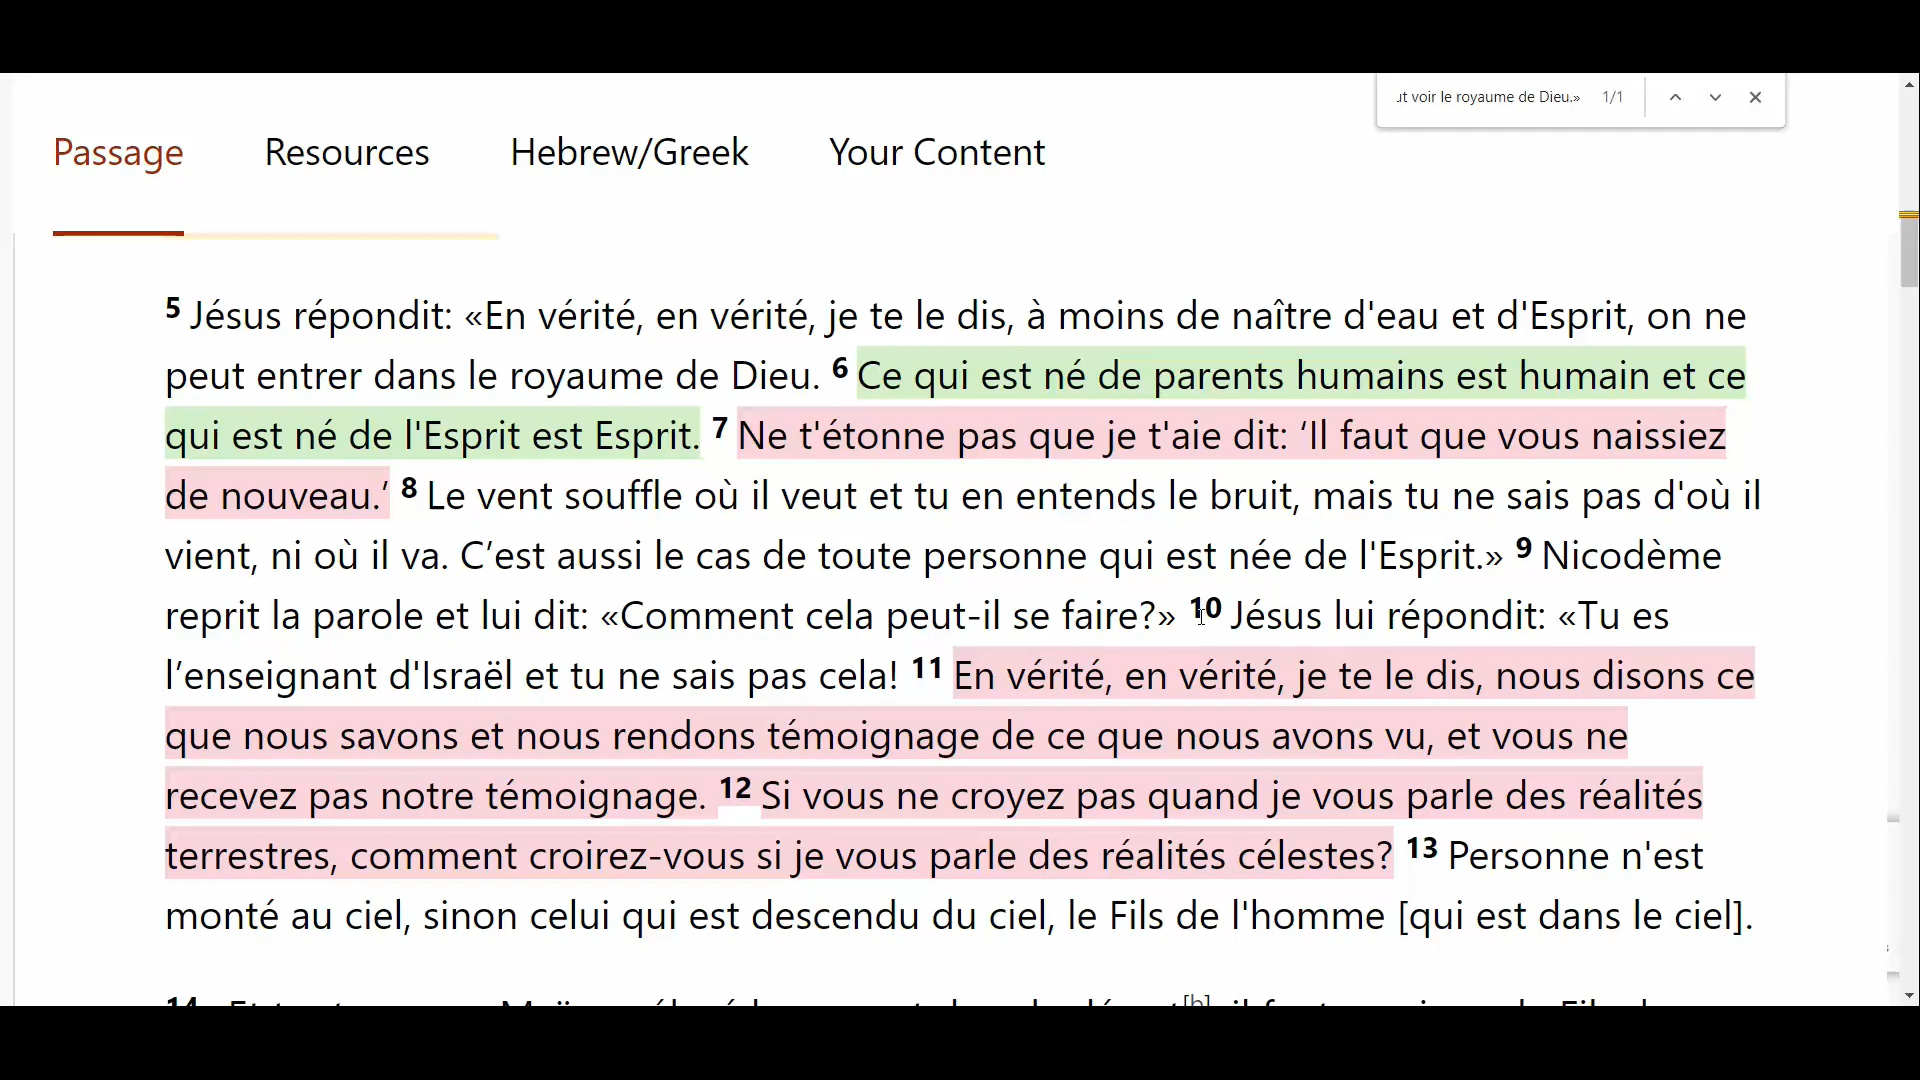 ut voir le royaume de Dieu.» 1/1
Passage Resources Hebrew/Greek Your Content
5 Jésus répondit: «En vérité, en vérité, je te le dis, à moins de naître d'eau et d'Esprit, on ne
peut entrer dans le royaume de Dieu. 6 Ce qui est né de parents humains est humain et ce
qui est né de l'Esprit est Esprit. 7 Ne t'étonne pas que je t'aie dit: ‘Il faut que vous naissiez
de nouveau.’ 8 Le vent souffle où il veut et tu en entends le bruit, mais tu ne sais pas d'où il
vient, ni où il va. C’est aussi le cas de toute personne qui est née de l'Esprit.» 9 Nicodème
reprit la parole et lui dit: «Comment cela peut-il se faire?» 10 Jésus lui répondit: «Tu es
l’enseignant d'Israël et tu ne sais pas cela! 11 En vérité, en vérité, je te le dis, nous disons ce
que nous savons et nous rendons témoignage de ce que nous avons vu, et vous ne
recevez pas notre témoignage. 12 Si vous ne croyez pas quand je vous parle des réalités
terrestres, comment croirez-vous si je vous parle des réalités célestes? 13 Personne n'est
monté au ciel, sinon celui qui est descendu du ciel, le Fils de l'homme [qui est dans le ciel].